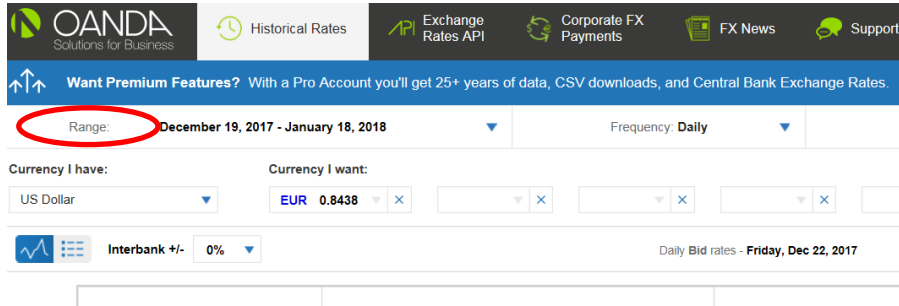 OANDA
Solutions for Business
Historical Rates
API Exchange Rates API
Corporate FX Payments
FX News
Support
Want Premium Features? With a Pro Account you'll get 25+ years of data, CSV downloads, and Central Bank Exchange Rates.
Range: December 19, 2017 - January 18, 2018
Frequency: Daily
Currency I have: Currency I want:
US Dollar EUR 0.8438
Interbank +/- 0% Daily Bid rates - Friday, Dec 22, 2017